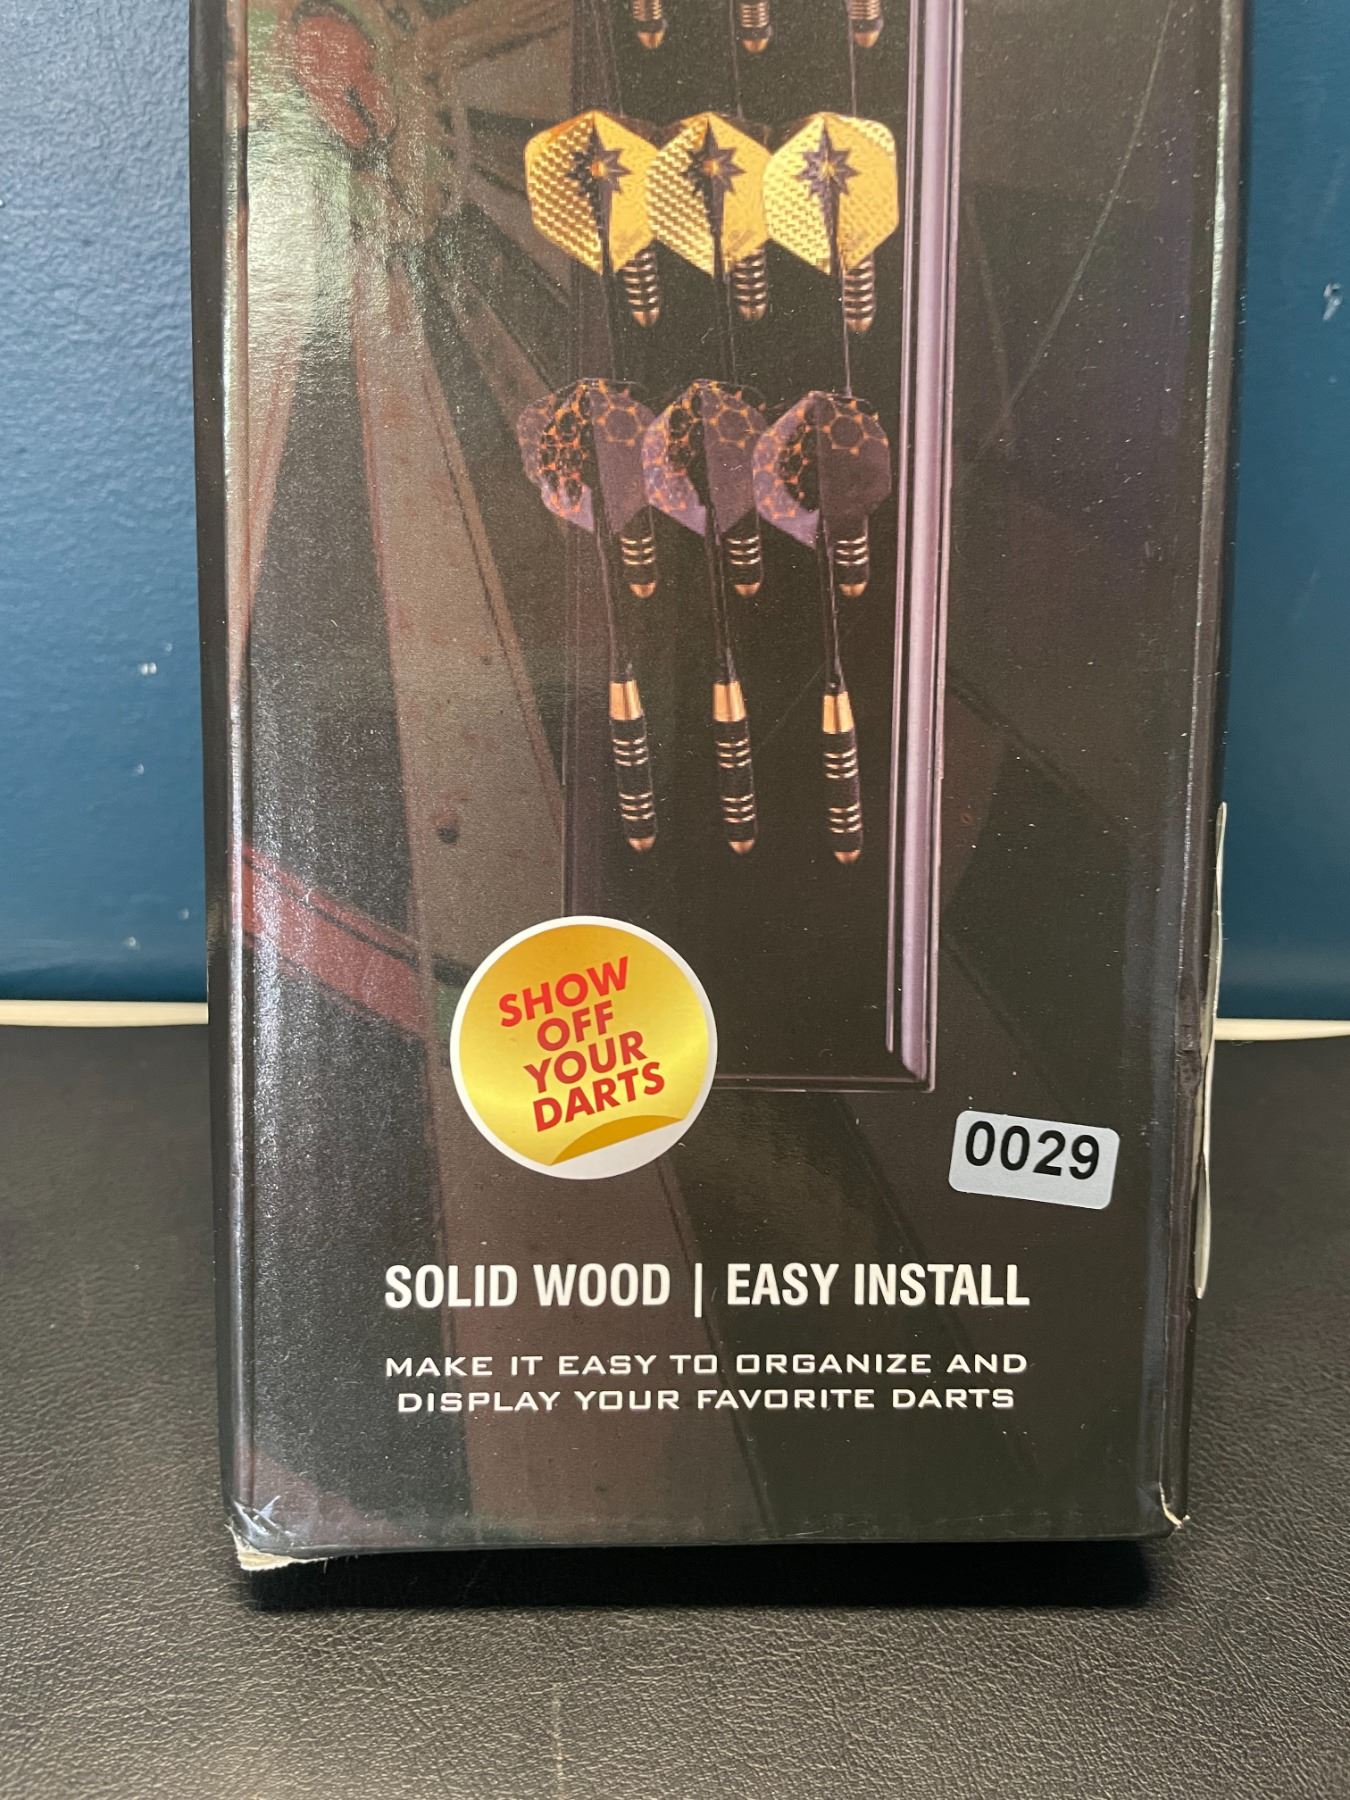 SHOW
OFF
YOUR
DARTS
0029
SOLID WOOD | EASY INSTALL
MAKE IT EASY TO ORGANIZE AND
DISPLAY YOUR FAVORITE DARTS